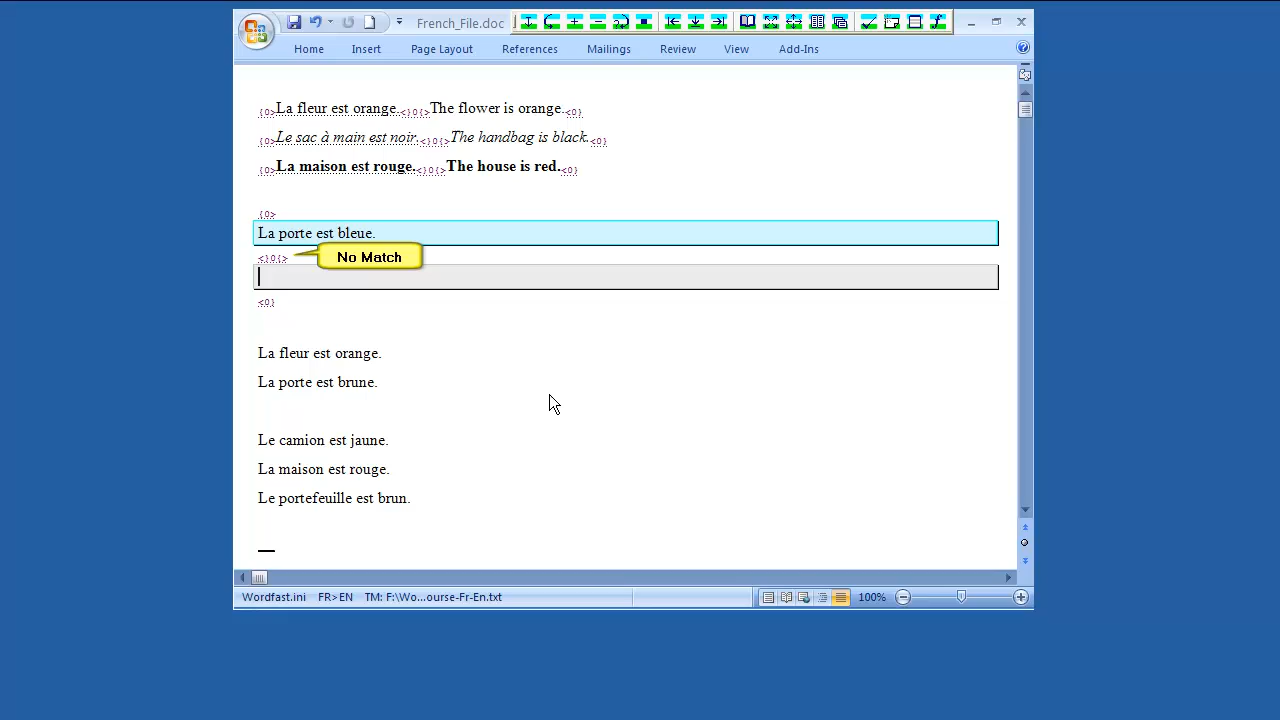 French_File.doc
Home Insert Page Layout References Mailings Review View Add-Ins
{0>La fleur est orange.<}0{>The flower is orange.<0}
{0>Le sac à main est noir.<}0{>The handbag is black.<0}
{0>La maison est rouge.<}0{>The house is red.<0}
{0>
La porte est bleue.
<}0{>
No Match
<0}
La fleur est orange.
La porte est brune.
Le camion est jaune.
La maison est rouge.
Le portefeuille est brun.
Wordfast.ini FR>EN TM: F:\Wo...ourse-Fr-En.txt 100%